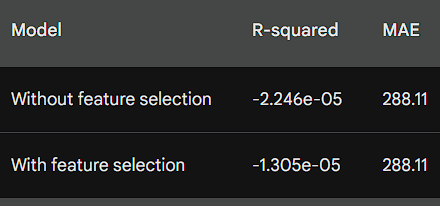 Model R-squared MAE
Without feature selection -2.246e-05 288.11
With feature selection -1.305e-05 288.11